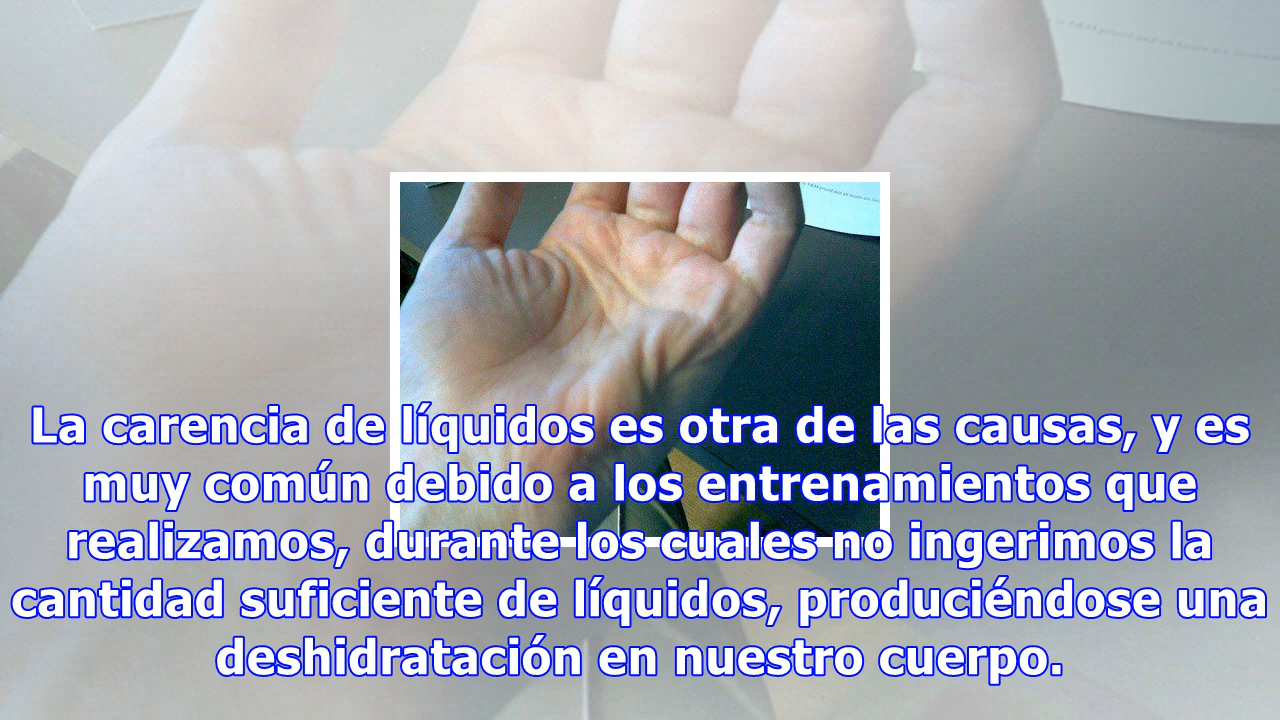 La carencia de líquidos es otra de las causas, y es
muy común debido a los entrenamientos que
realizamos, durante los cuales no ingerimos la
cantidad suficiente de líquidos, produciéndose una
deshidratación en nuestro cuerpo.